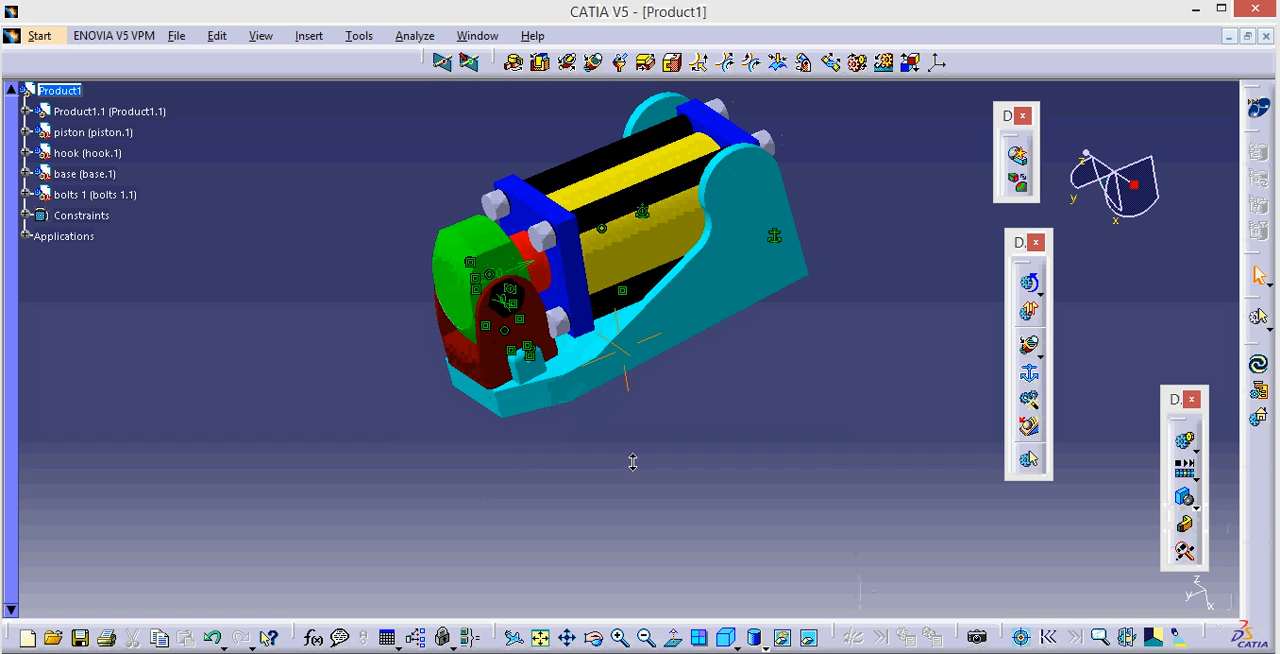 CATIA V5 - [Product1]
Start ENOVIA V5 VPM File Edit View Insert Tools Analyze Window Help
Product1
Product1.1 (Product1.1)
piston (piston.1)
hook (hook.1)
base (base.1)
bolts 1 (bolts 1.1)
Constraints
Applications
D
z
y
x
D.
D.
z
y
x
f(x)
CATIA